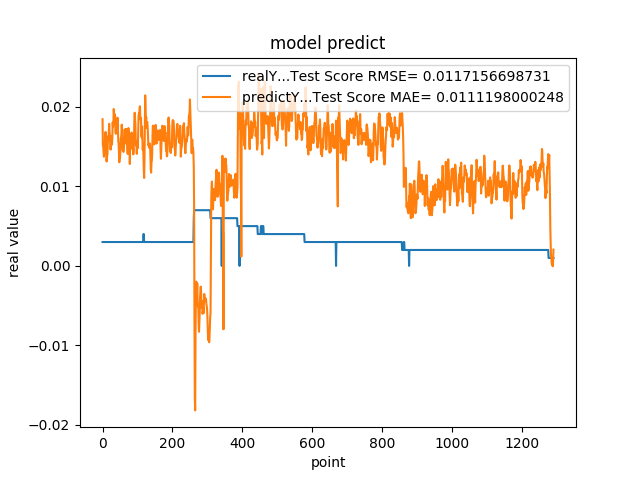 model predict
realY...Test Score RMSE= 0.0117156698731
predictY...Test Score MAE= 0.0111198000248
real value
0.02
0.01
0.00
−0.01
−0.02
0 200 400 600 800 1000 1200
point